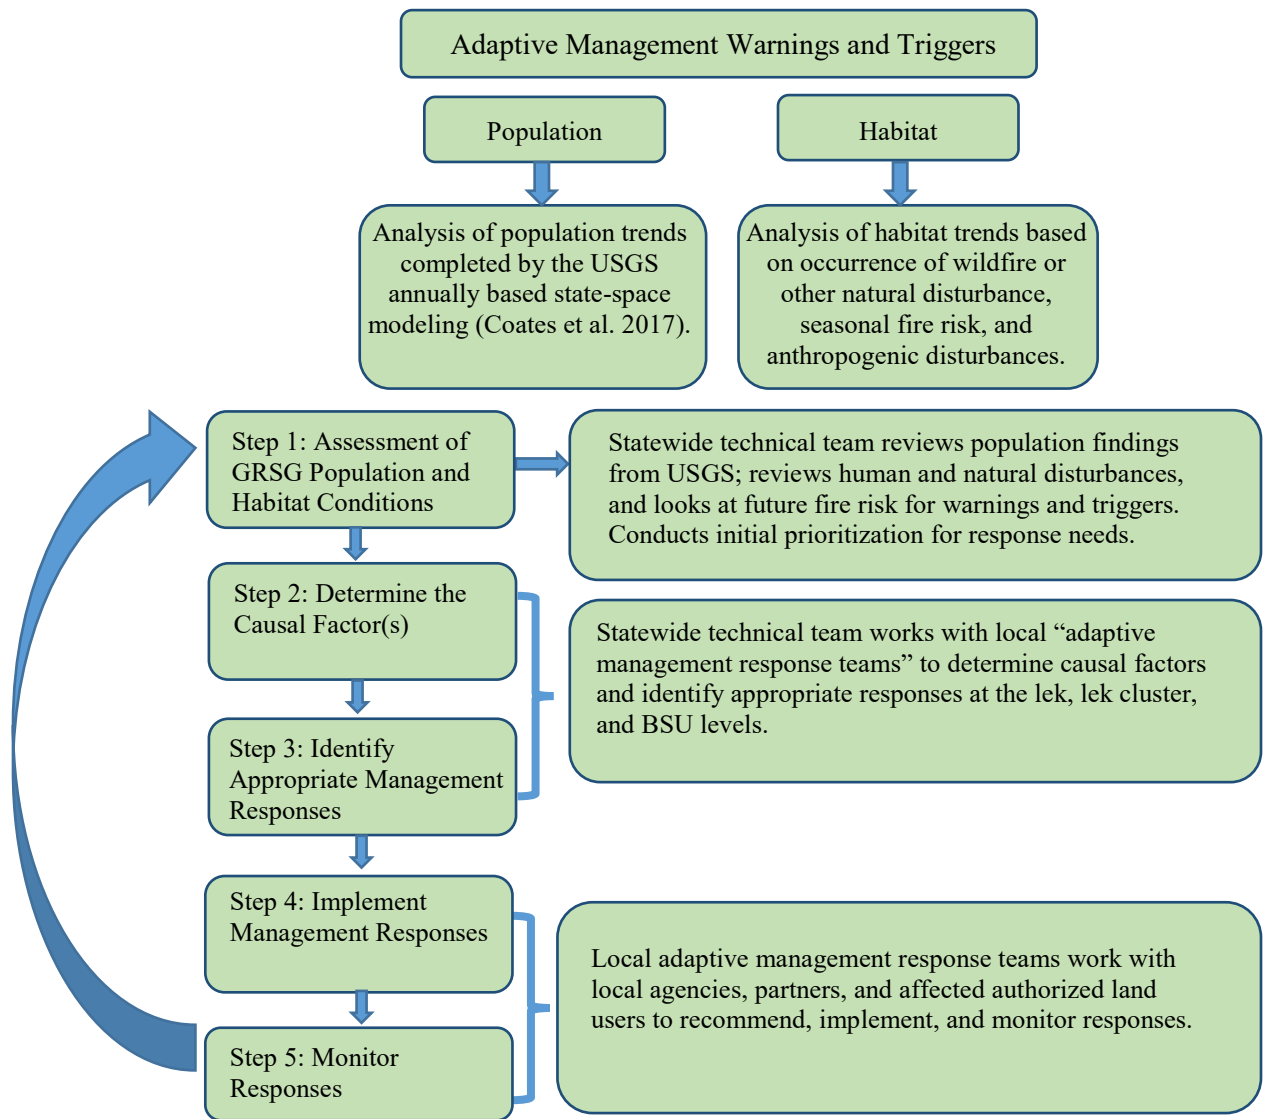 Adaptive Management Warnings and Triggers
Population
Habitat
Analysis of population trends
completed by the USGS
annually based state-space
modeling (Coates et al. 2017).
Analysis of habitat trends based
on occurrence of wildfire or
other natural disturbance,
seasonal fire risk, and
anthropogenic disturbances.
Step 1: Assessment of
GRSG Population and
Habitat Conditions
Statewide technical team reviews population findings
from USGS; reviews human and natural disturbances,
and looks at future fire risk for warnings and triggers.
Conducts initial prioritization for response needs.
Step 2: Determine the
Causal Factor(s)
Statewide technical team works with local “adaptive
management response teams” to determine causal factors
and identify appropriate responses at the lek, lek cluster,
and BSU levels.
Step 3: Identify
Appropriate Management
Responses
Step 4: Implement
Management Responses
Local adaptive management response teams work with
local agencies, partners, and affected authorized land
users to recommend, implement, and monitor responses.
Step 5: Monitor
Responses